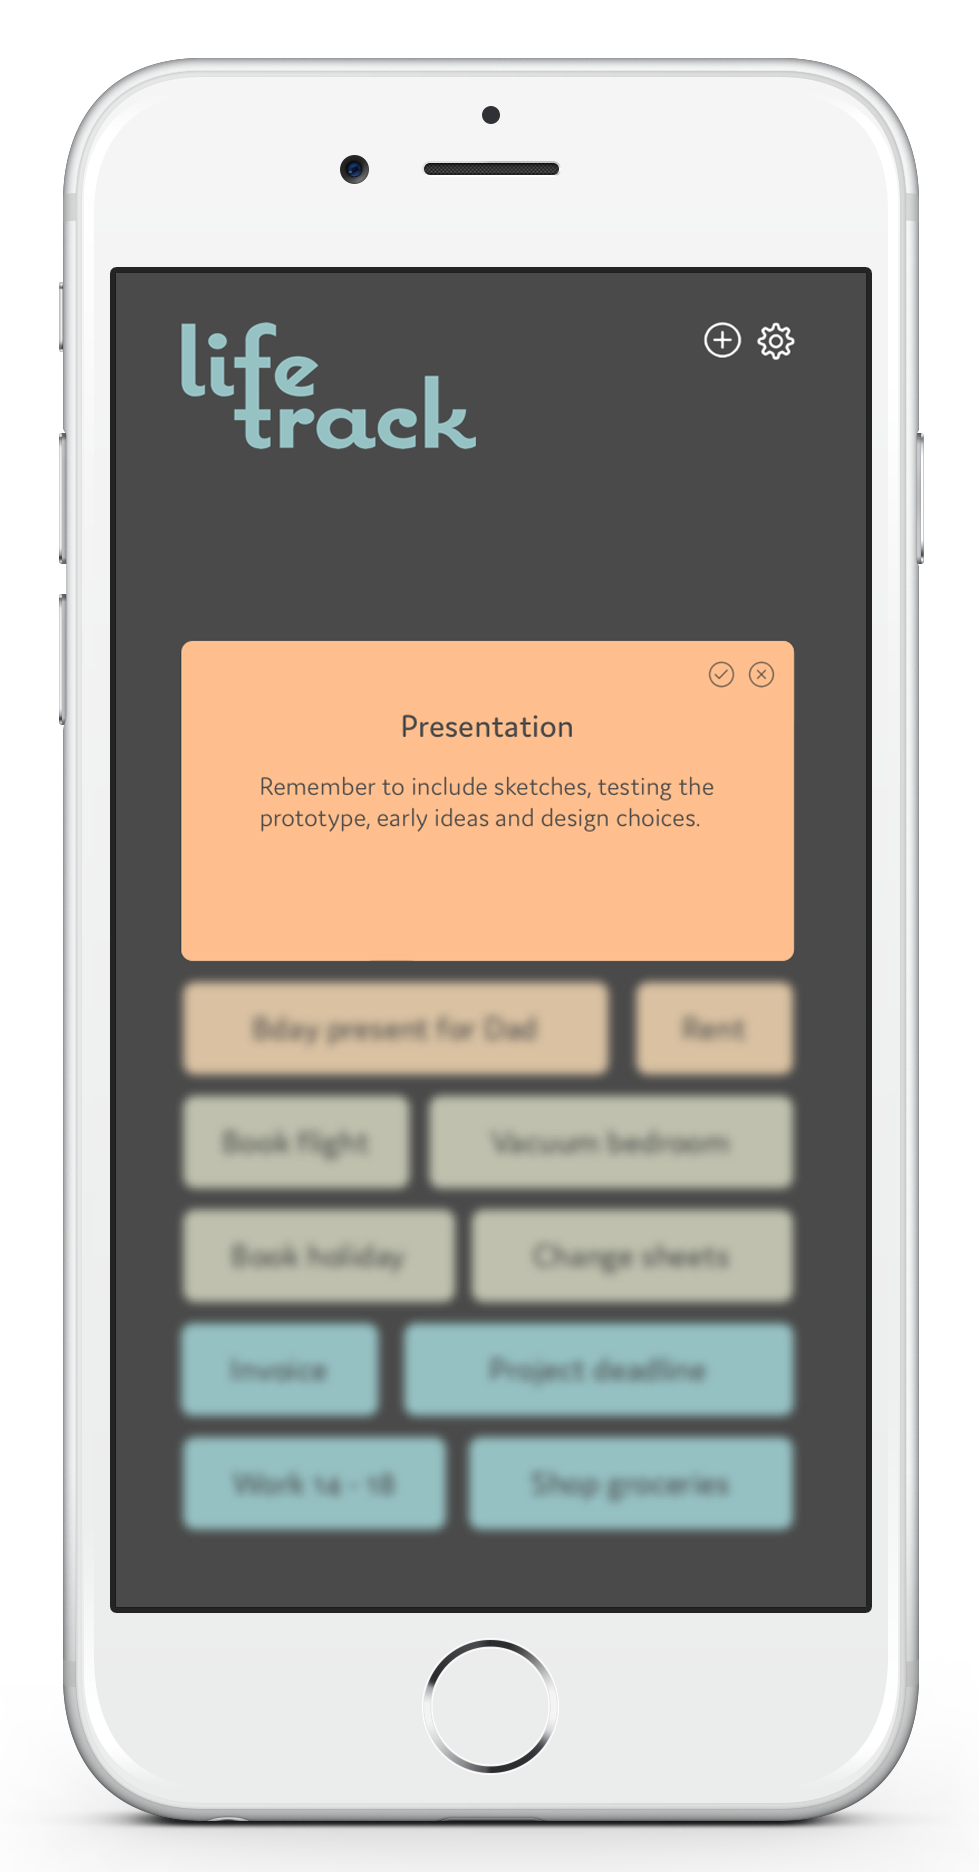 life
track
Presentation
Remember to include sketches, testing the
prototype, early ideas and design choices.
Bday present for Dad
Rent
Book flight
Vacuum bedroom
Book holiday
Change sheets
Invoice
Project deadline
Work 14 - 18
Shop groceries